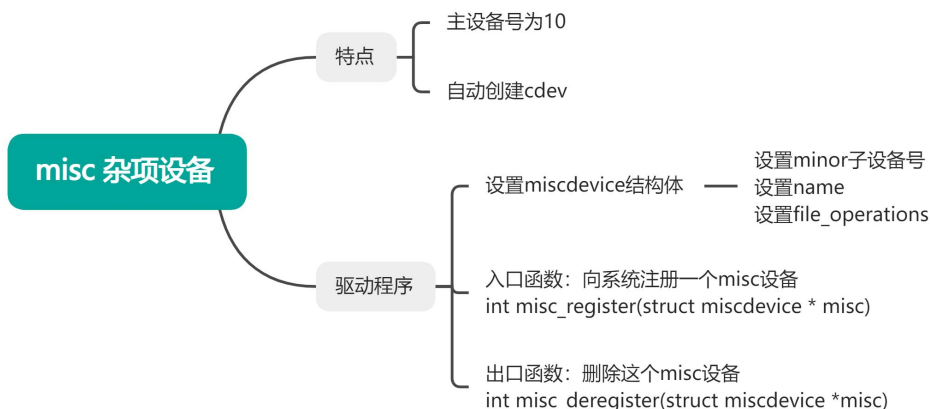 misc 杂项设备
特点
主设备号为10
自动创建cdev
驱动程序
设置miscdevice结构体
设置minor子设备号
设置name
设置file_operations
入口函数：向系统注册一个misc设备
int misc_register(struct miscdevice * misc)
出口函数：删除这个misc设备
int misc_deregister(struct miscdevice *misc)